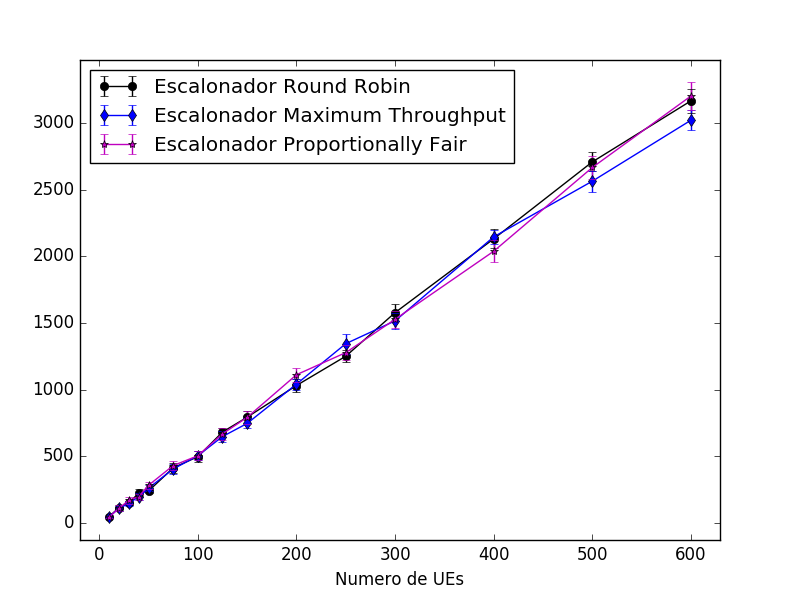 Escalonador Round Robin
Escalonador Maximum Throughput
Escalonador Proportionally Fair
3000
2500
2000
1500
1000
500
0
0 100 200 300 400 500 600
Numero de UEs